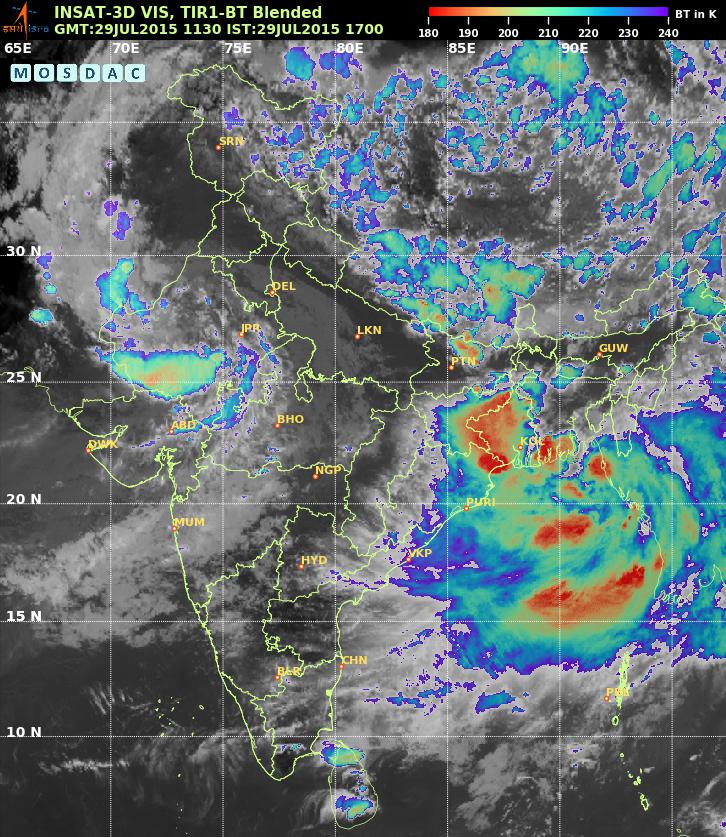 INSAT-3D VIS, TIR1-BT Blended
GMT:29JUL2015 1130 IST:29JUL2015 1700
BT in K
180 190 200 210 220 230 240
65E 70E 75E 80E 85E 90E
MOSDAC
SRN
30 N
DEL
JPR LKN
GUW
PTN
25 N
ABD BHO
DWK KOL
NGP
20 N PURI
MUM
HYD VKP
15 N
CHN
BLR
PBL
10 N